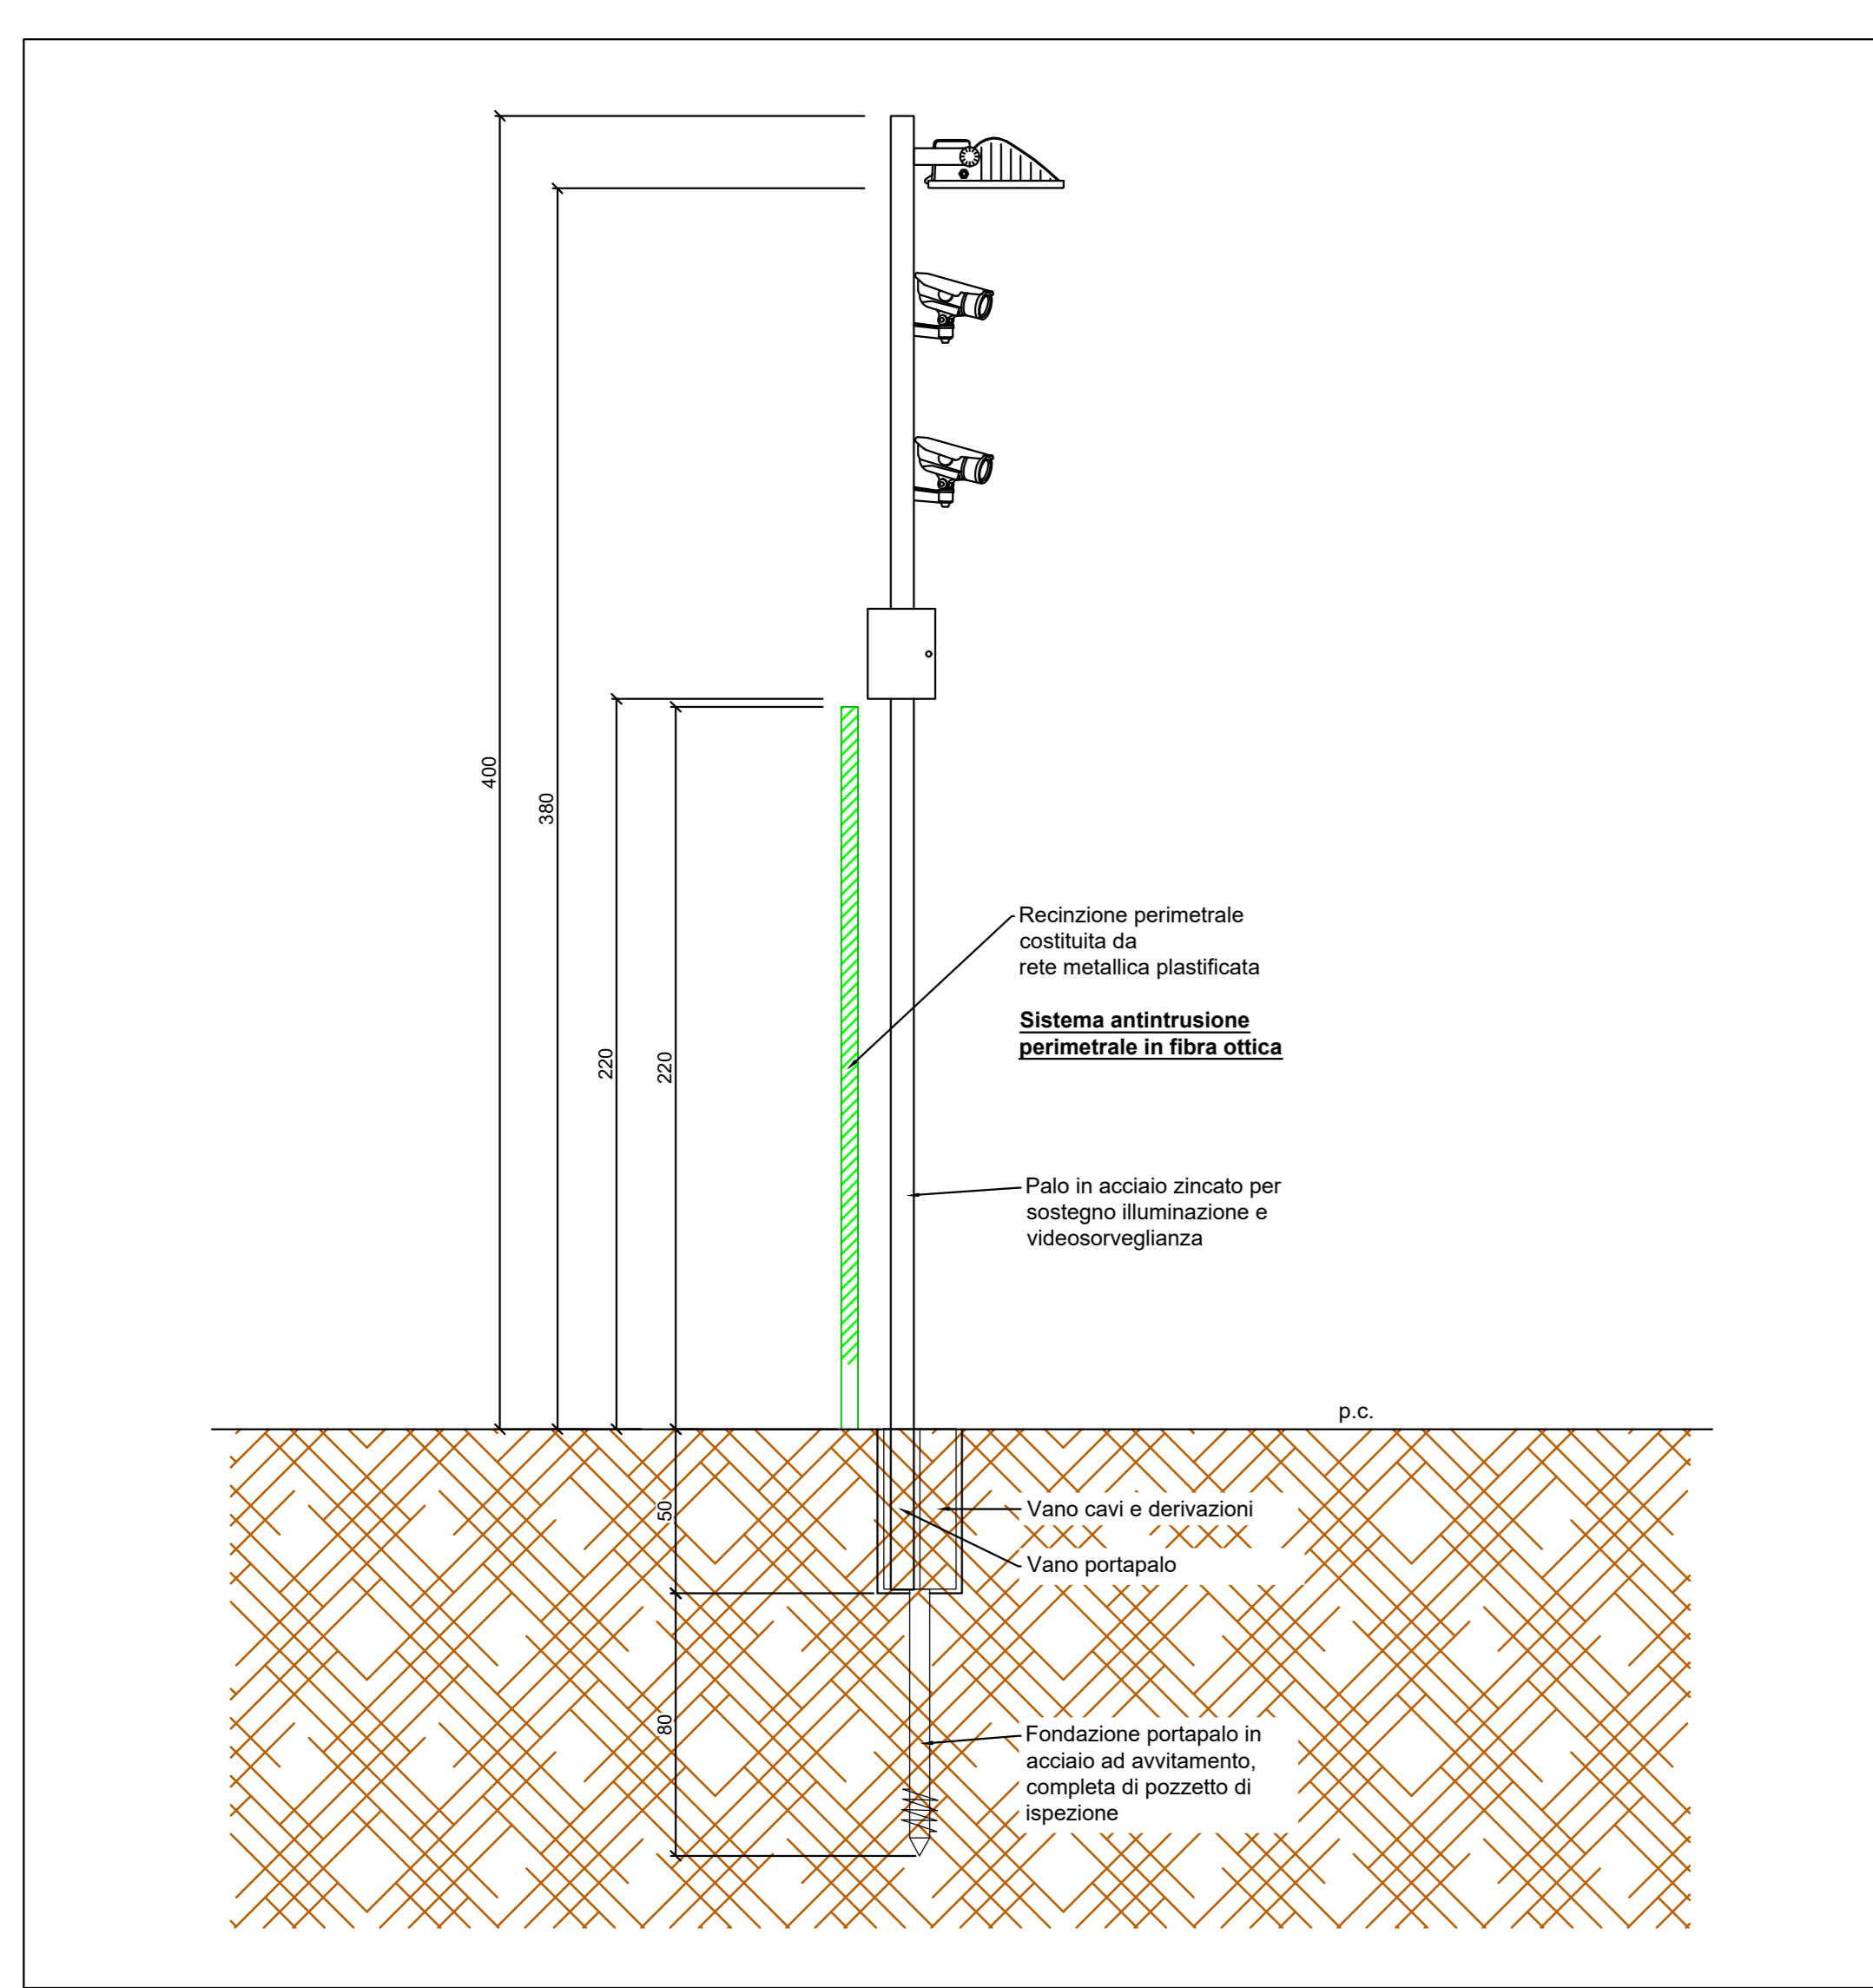 400
380
220
220
Recinzione perimetrale
costituita da
rete metallica plastificata
Sistema antintrusione
perimetrale in fibra ottica
Palo in acciaio zincato per
sostegno illuminazione e
videosorveglianza
p.c.
50
Vano cavi e derivazioni
Vano portapalo
80
Fondazione portapalo in
acciaio ad avvitamento,
completa di pozzetto di
ispezione